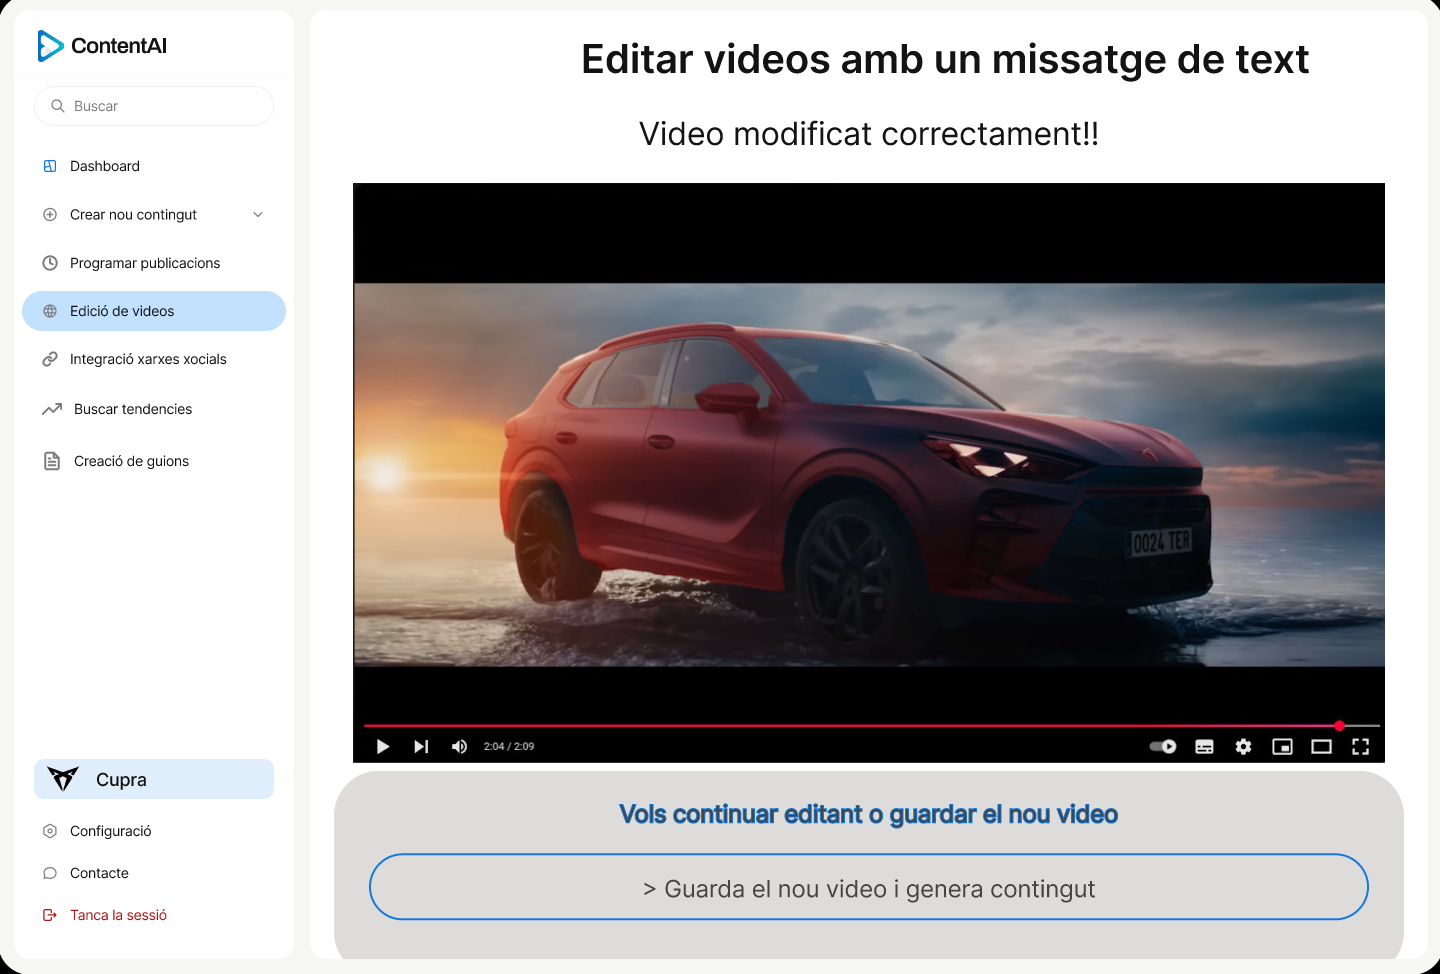 ContentAI
Buscar
Dashboard
Crear nou contingut
Programar publicacions
Edició de videos
Integració xarxes xocials
Buscar tendencies
Creació de guions
Cupra
Configuració
Contacte
Tanca la sessió
Editar videos amb un missatge de text
Video modificat correctament!!
0024 TER
2:04 / 2:09
Vols continuar editant o guardar el nou video
> Guarda el nou video i genera contingut